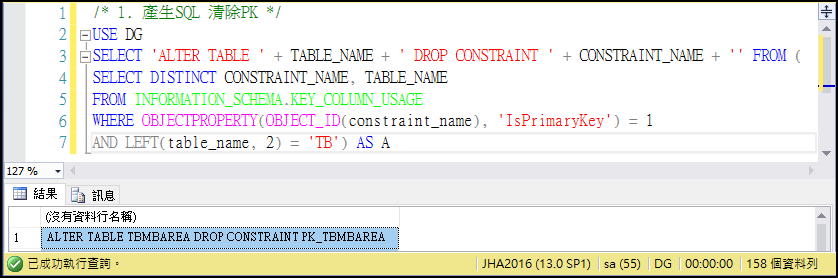 1 /* 1. 產生SQL 清除PK */
2 USE DG
3 SELECT 'ALTER TABLE ' + TABLE_NAME + ' DROP CONSTRAINT ' + CONSTRAINT_NAME + '' FROM (
4 SELECT DISTINCT CONSTRAINT_NAME, TABLE_NAME
5 FROM INFORMATION_SCHEMA.KEY_COLUMN_USAGE
6 WHERE OBJECTPROPERTY(OBJECT_ID(constraint_name), 'IsPrimaryKey') = 1
7 AND LEFT(table_name, 2) = 'TB') AS A
127 %
結果 訊息
(沒有資料行名稱)
1 ALTER TABLE TBMBAREA DROP CONSTRAINT PK_TBMBAREA
已成功執行查詢。 JHA2016 (13.0 SP1) sa (55) DG 00:00:00 158 個資料列